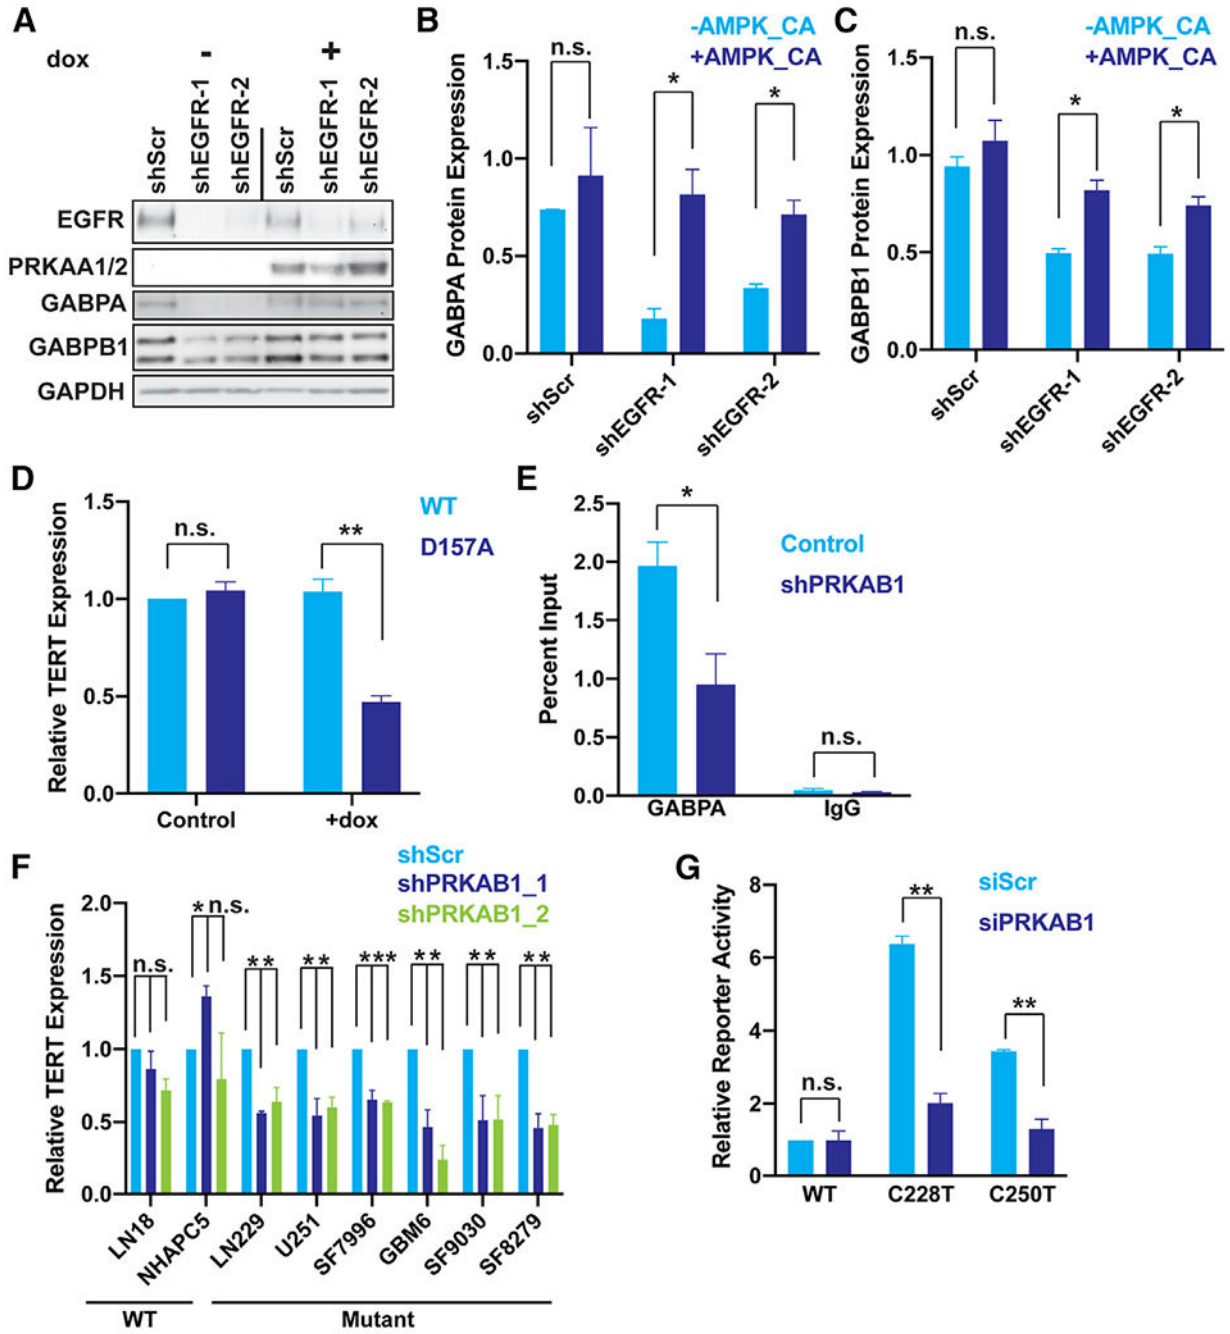 A
dox
-
+
shScr
shEGFR-1
shEGFR-2
shScr
shEGFR-1
shEGFR-2
EGFR
PRKAA1/2
GABPA
GABPB1
GAPDH
B
-AMPK_CA
+AMPK_CA
GABPA Protein Expression
1.5
1.0
0.5
0.0
n.s.
*
*
shScr
shEGFR-1
shEGFR-2
C
-AMPK_CA
+AMPK_CA
GABPB1 Protein Expression
1.5
1.0
0.5
0.0
n.s.
*
*
shScr
shEGFR-1
shEGFR-2
D
WT
D157A
Relative TERT Expression
1.5
1.0
0.5
0.0
n.s.
**
Control
+dox
E
Control
shPRKAB1
Percent Input
2.5
2.0
1.5
1.0
0.5
0.0
*
n.s.
GABPA
IgG
F
shScr
shPRKAB1_1
shPRKAB1_2
Relative TERT Expression
2.0
1.5
1.0
0.5
0.0
n.s.
* n.s.
* *
* *
***
* *
* *
* *
LN18
NHAPC5
LN229
U251
SF7996
GBM6
SF9030
SF8279
WT
Mutant
G
siScr
siPRKAB1
Relative Reporter Activity
8
6
4
2
0
n.s.
**
**
WT
C228T
C250T